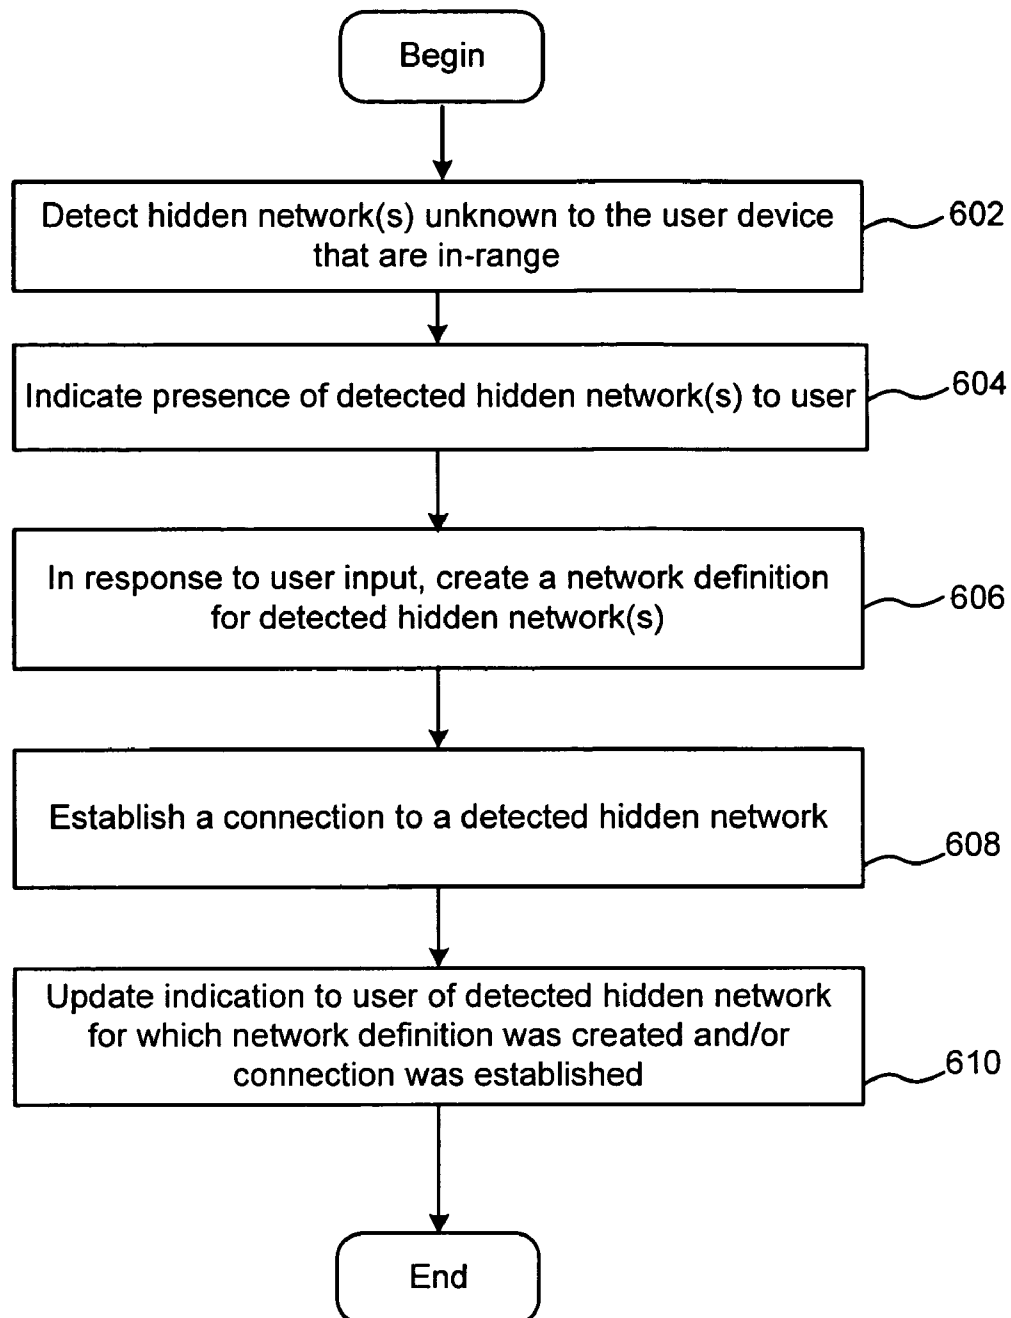 Begin
Detect hidden network(s) unknown to the user device
that are in-range
602
Indicate presence of detected hidden network(s) to user
604
In response to user input, create a network definition
for detected hidden network(s)
606
Establish a connection to a detected hidden network
608
Update indication to user of detected hidden network
for which network definition was created and/or
connection was established
610
End